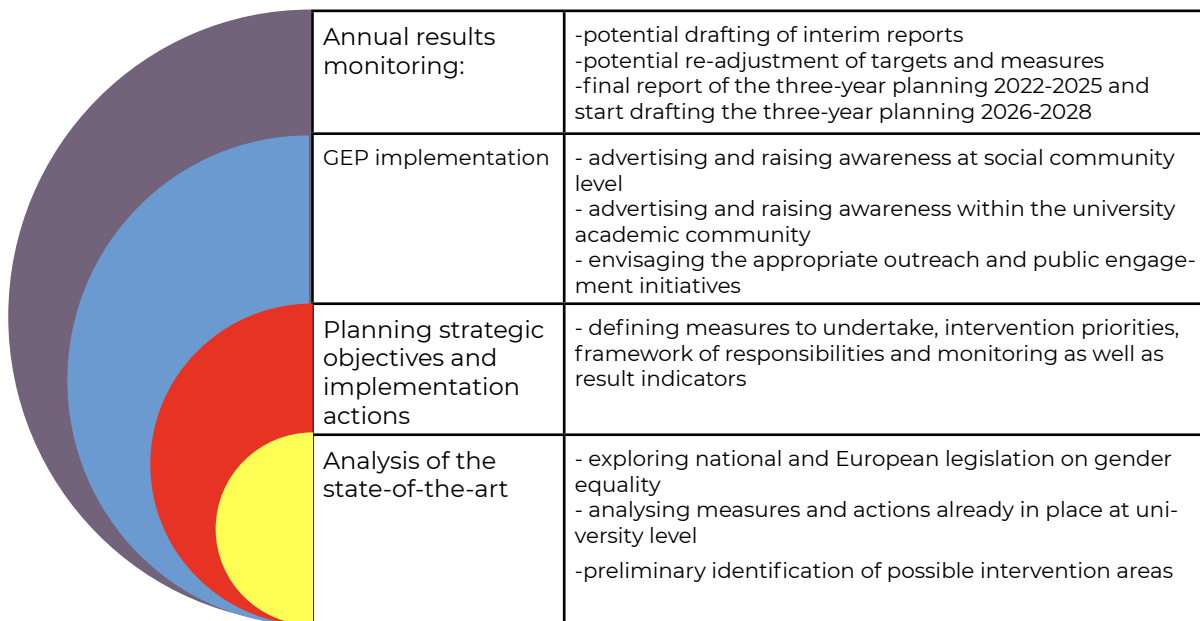 Annual results
monitoring:
-potential drafting of interim reports
-potential re-adjustment of targets and measures
-final report of the three-year planning 2022-2025 and
start drafting the three-year planning 2026-2028
GEP implementation
- advertising and raising awareness at social community
level
- advertising and raising awareness within the university
academic community
- envisaging the appropriate outreach and public engage-
ment initiatives
Planning strategic
objectives and
implementation
actions
- defining measures to undertake, intervention priorities,
framework of responsibilities and monitoring as well as
result indicators
Analysis of the
state-of-the-art
- exploring national and European legislation on gender
equality
- analysing measures and actions already in place at uni-
versity level
-preliminary identification of possible intervention areas